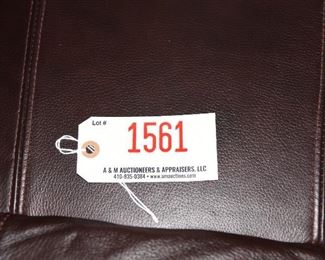 Lot #
1561
A & M AUCTIONEERS & APPRAISERS, LLC
410-835-0384 • www.amauctions.com